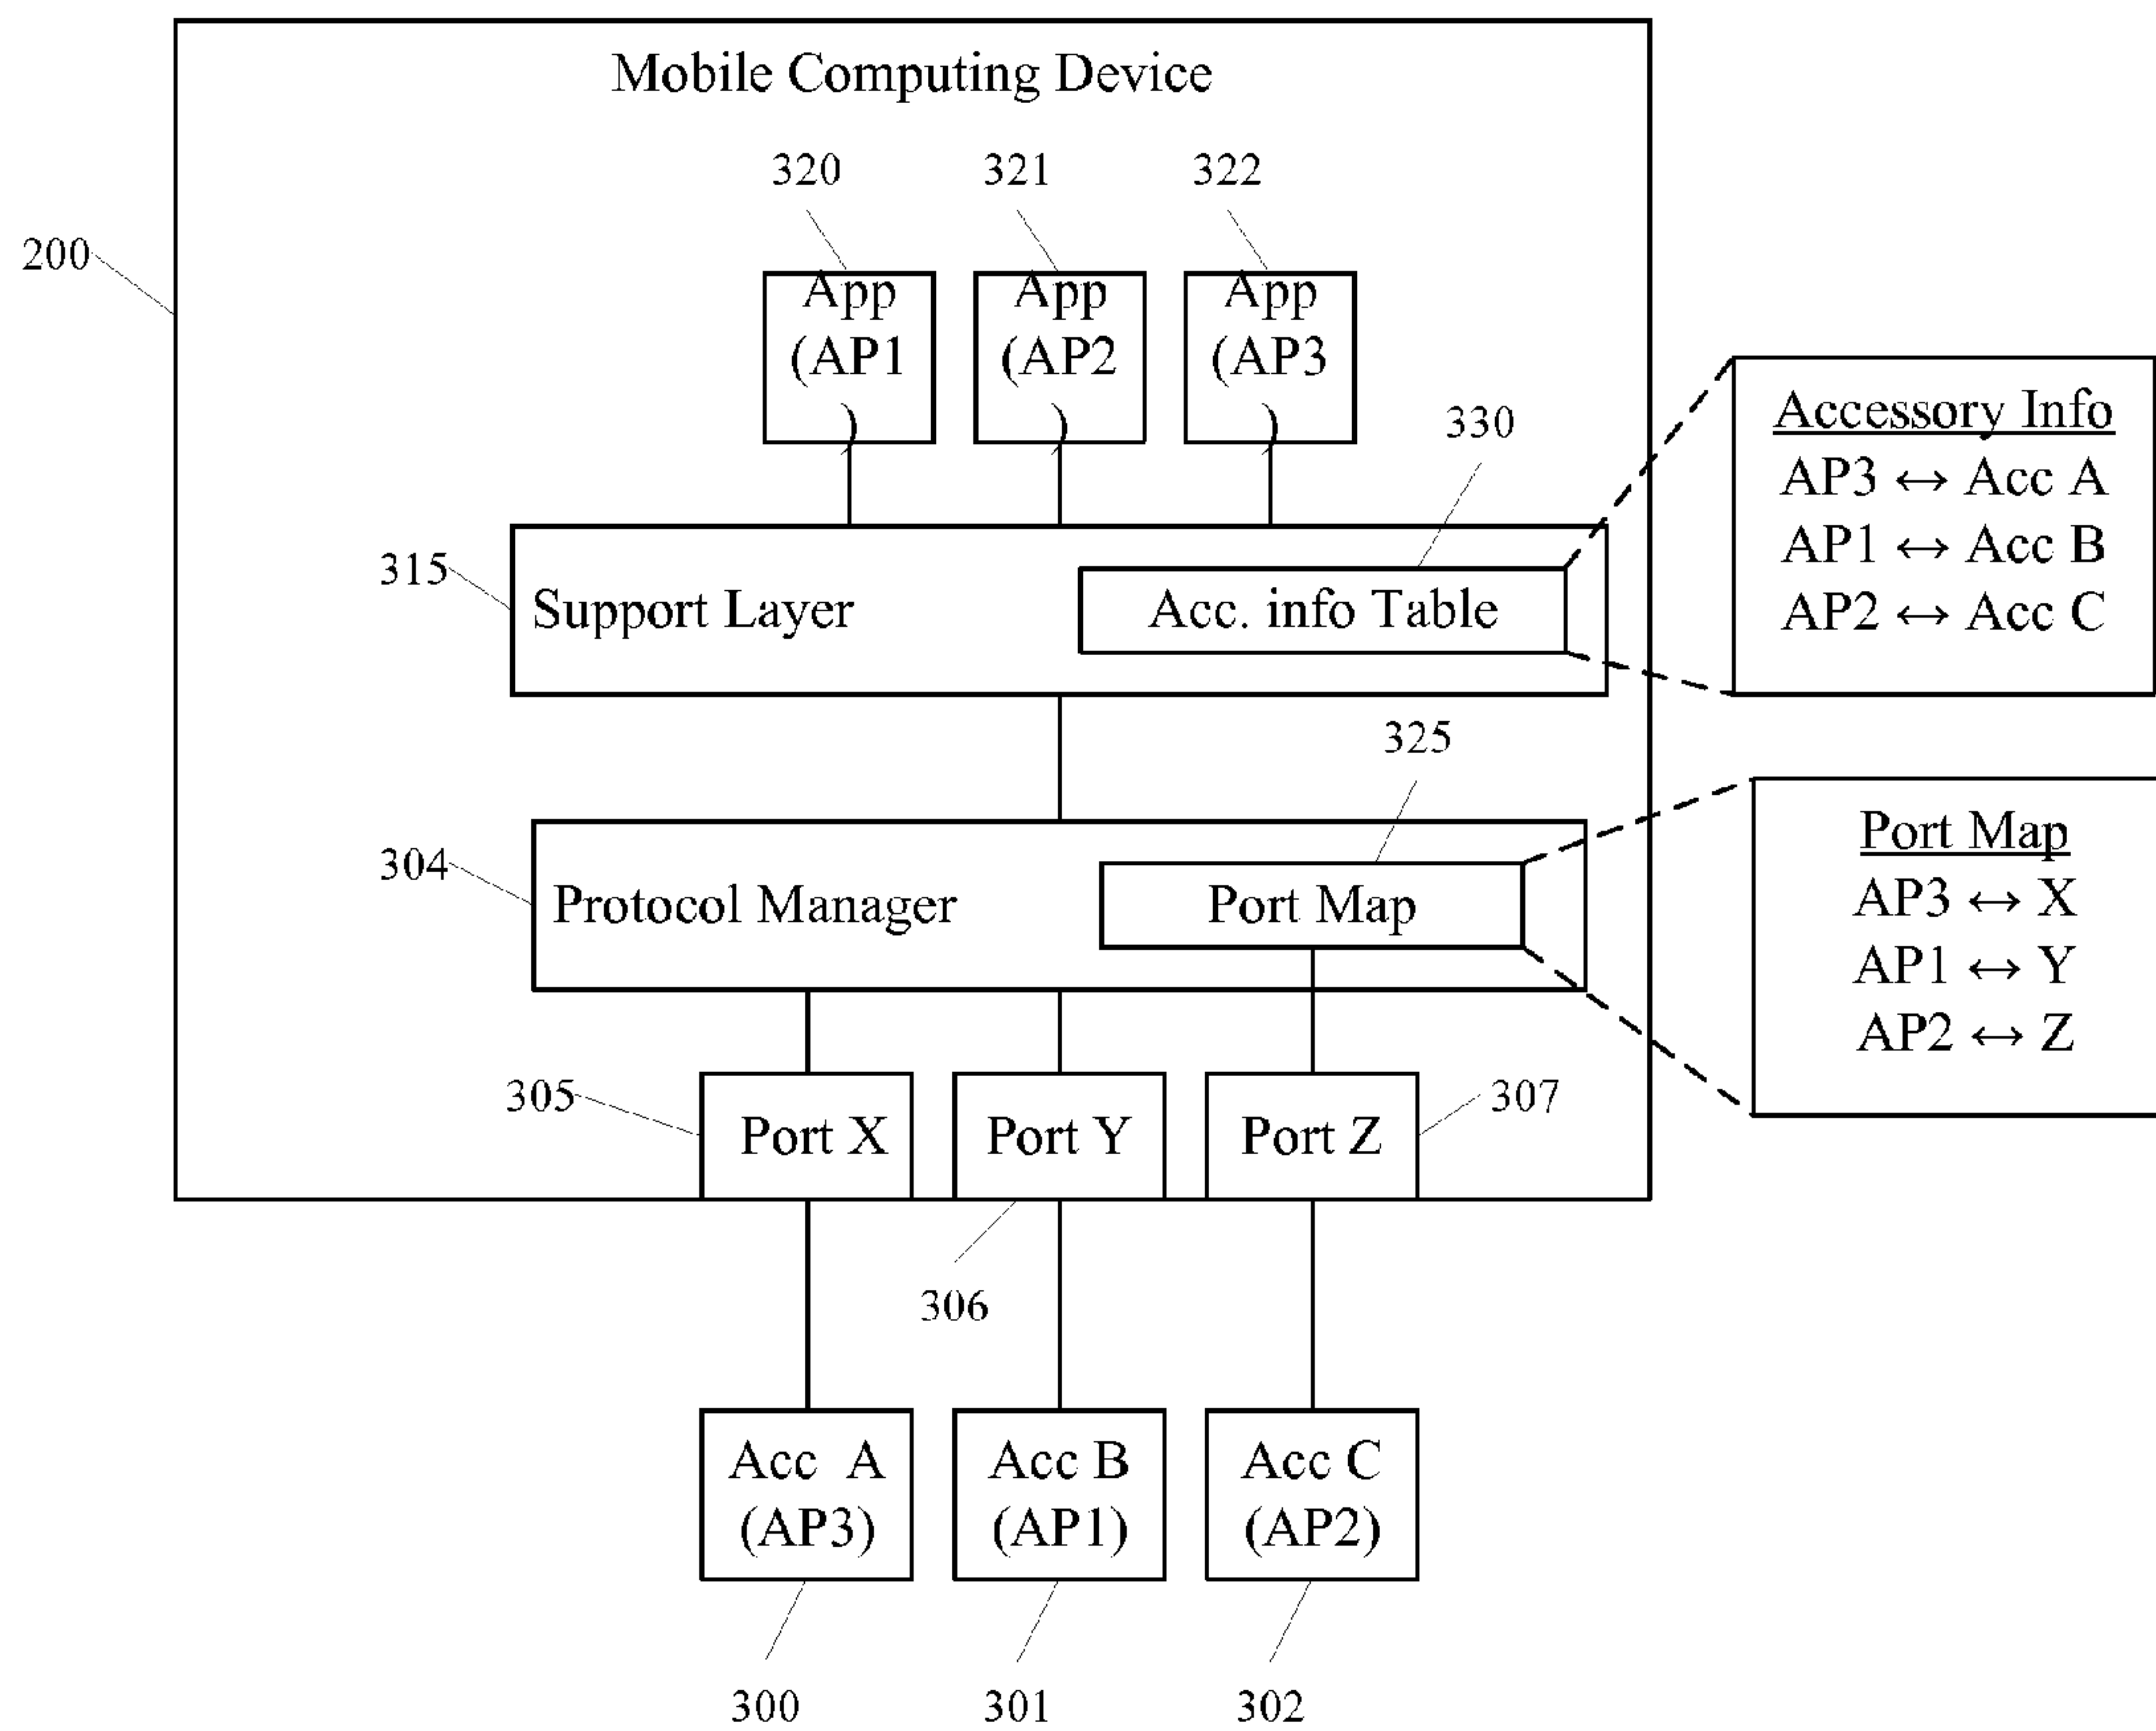 Mobile Computing Device
320
321
322
200
App
(AP1
)
App
(AP2
)
App
(AP3
)
330
Accessory Info
AP3 ↔ Acc A
AP1 ↔ Acc B
AP2 ↔ Acc C
315
Support Layer
Acc. info Table
325
304
Protocol Manager
Port Map
Port Map
AP3 ↔ X
AP1 ↔ Y
AP2 ↔ Z
305
Port X
Port Y
Port Z
307
306
Acc A
(AP3)
Acc B
(AP1)
Acc C
(AP2)
300
301
302